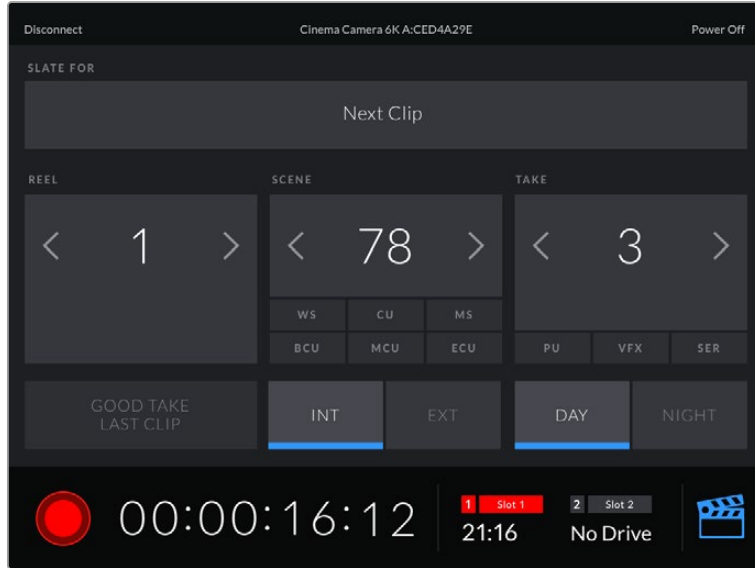 Disconnect Cinema Camera 6K A:CED4A29E Power Off
SLATE FOR
Next Clip
REEL SCENE TAKE
1 78 3
WS CU MS
BCU MCU ECU PU VFX SER
GOOD TAKE
LAST CLIP
INT EXT DAY NIGHT
00:00:16:12
1 Slot 1 2 Slot 2
21:16 No Drive